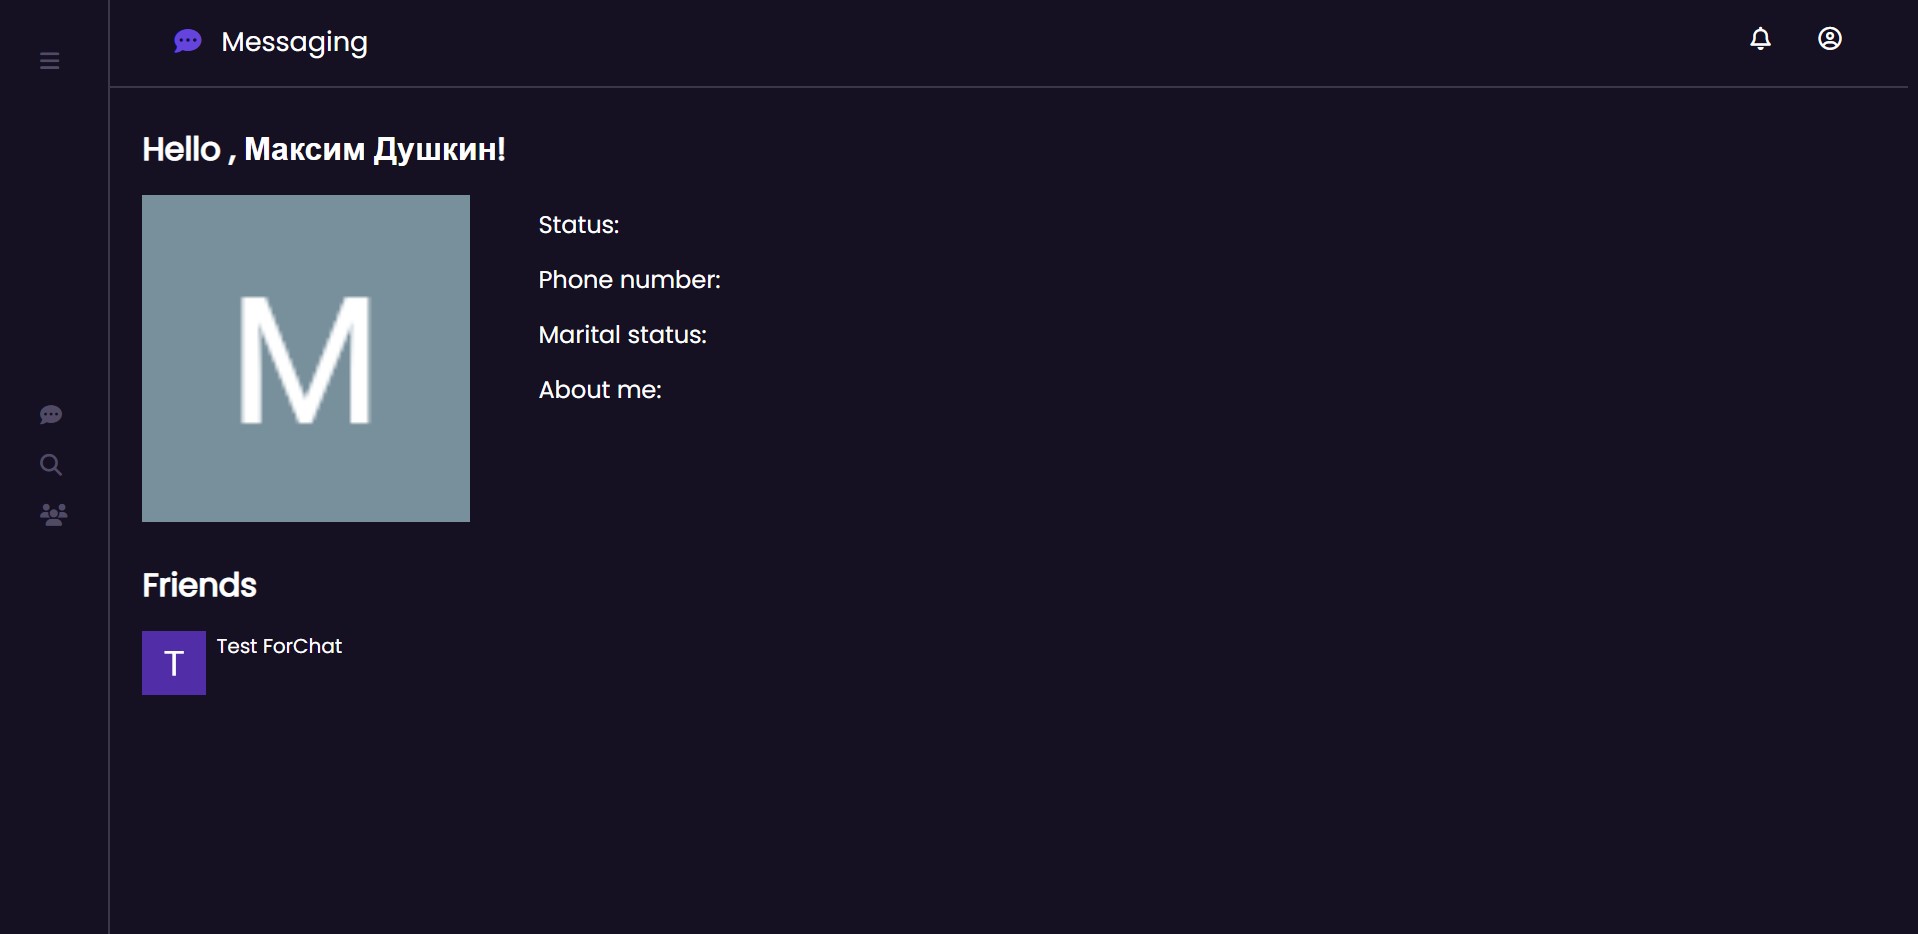 Messaging
Hello , Максим Душкин!
M
Status:
Phone number:
Marital status:
About me:
Friends
T
Test ForChat